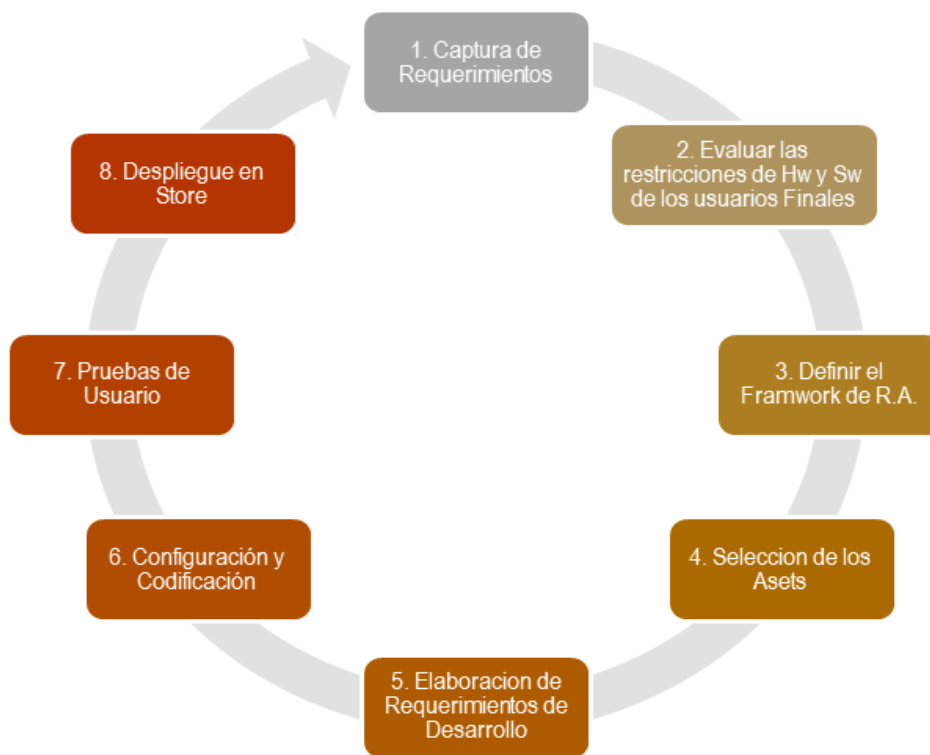 1. Captura de
Requerimientos
2. Evaluar las
restricciones de Hw y Sw
de los usuarios Finales
3. Definir el
Framwork de R.A.
4. Seleccion de los
Asets
5. Elaboracion de
Requerimientos de
Desarrollo
6. Configuración y
Codificación
7. Pruebas de
Usuario
8. Despliegue en
Store